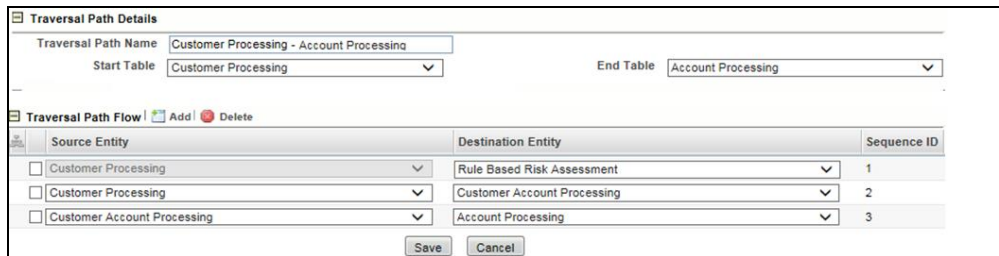 Traversal Path Details
Traversal Path Name Customer Processing - Account Processing
Start Table Customer Processing End Table Account Processing
Traversal Path Flow Add Delete
Source Entity Destination Entity Sequence ID
Customer Processing Rule Based Risk Assessment 1
Customer Processing Customer Account Processing 2
Customer Account Processing Account Processing 3
Save Cancel